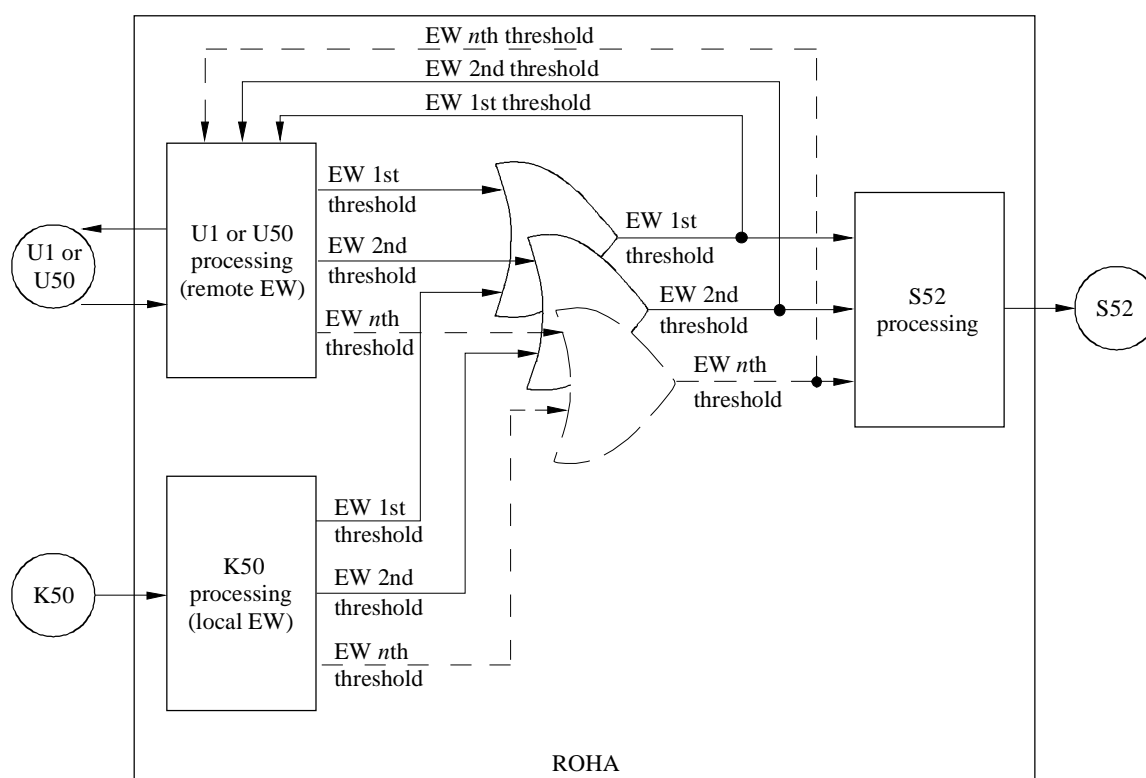 EW nth threshold
EW 2nd threshold
EW 1st threshold
U1 or
U50
U1 or U50
processing
(remote EW)
EW 1st
threshold
EW 2nd
threshold
EW nth
threshold
EW 1st
threshold
EW 2nd
threshold
EW nth
threshold
S52
processing
S52
K50
K50
processing
(local EW)
EW 1st
threshold
EW 2nd
threshold
EW nth
threshold
ROHA